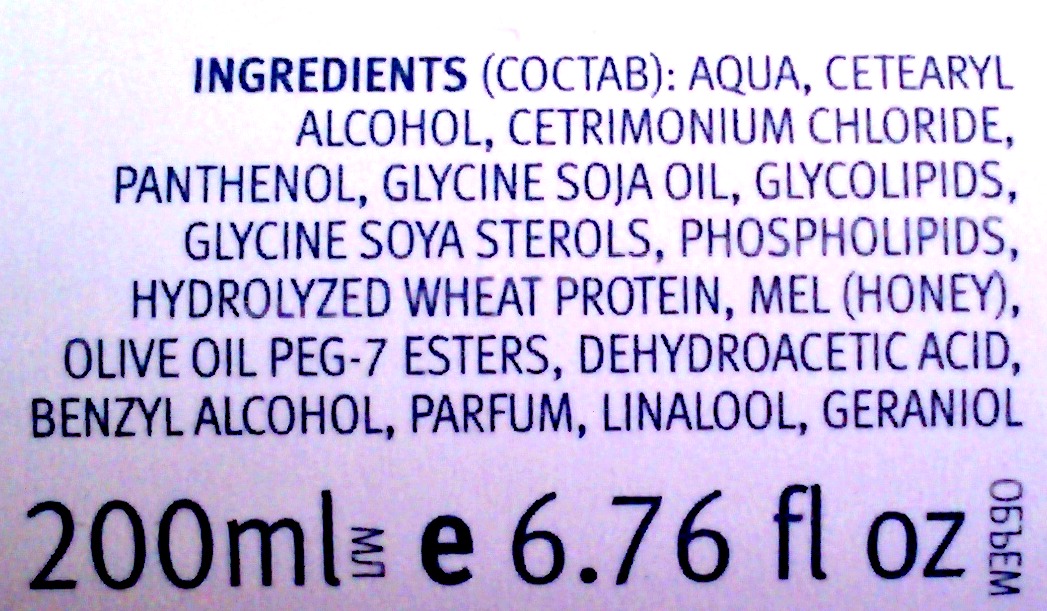 INGREDIENTS (СОСТАВ): AQUA, CETEARYL
ALCOHOL, CETRIMONIUM CHLORIDE,
PANTHENOL, GLYCINE SOJA OIL, GLYCOLIPIDS,
GLYCINE SOYA STEROLS, PHOSPHOLIPIDS,
HYDROLYZED WHEAT PROTEIN, MEL (HONEY),
OLIVE OIL PEG-7 ESTERS, DEHYDROACETIC ACID,
BENZYL ALCOHOL, PARFUM, LINALOOL, GERANIOL
200ml мл e 6.76 fl oz ОБЪЕМ